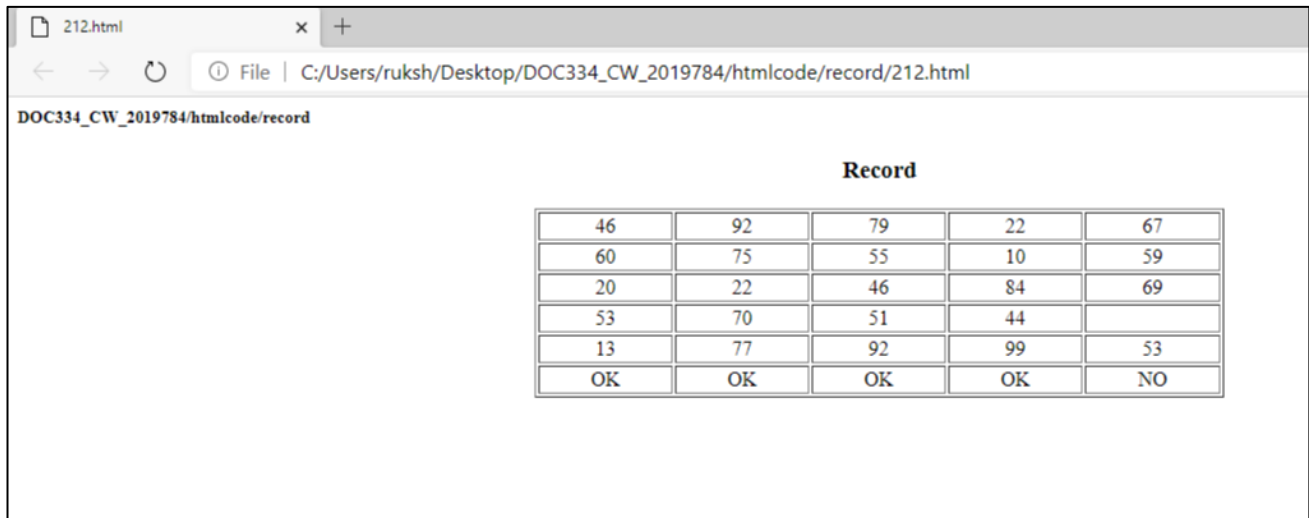 212.html
File | C:/Users/ruksh/Desktop/DOC334_CW_2019784/htmlcode/record/212.html
DOC334_CW_2019784/htmlcode/record
Record
46 92 79 22 67
60 75 55 10 59
20 22 46 84 69
53 70 51 44
13 77 92 99 53
OK OK OK OK NO